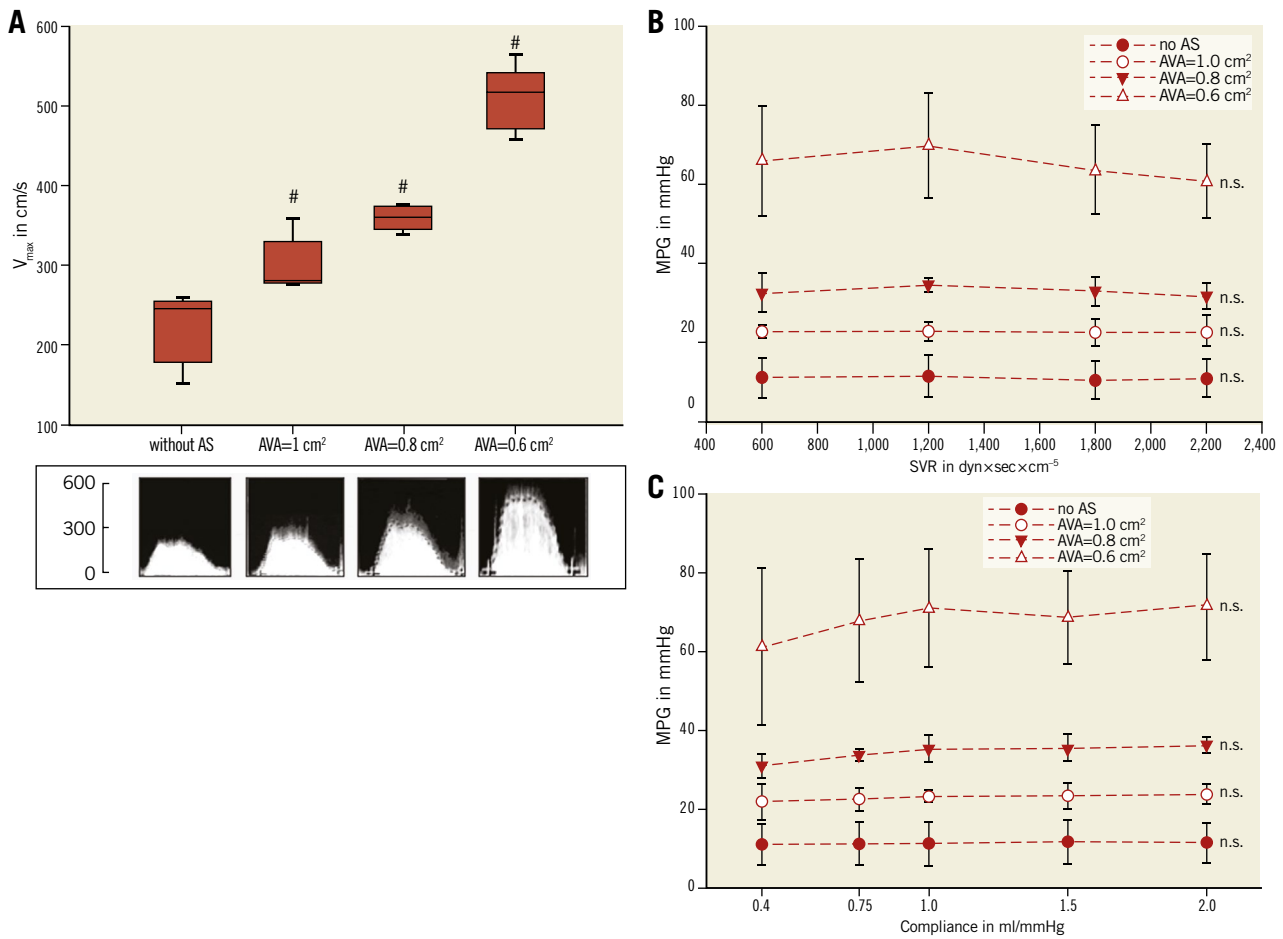 A
600
500
400
300
200
100
V_max in cm/s
#
#
#
without AS
AVA=1 cm²
AVA=0.8 cm²
AVA=0.6 cm²
600
300
0
B
100
80
60
40
20
0
MPG in mmHg
no AS
AVA=1.0 cm²
AVA=0.8 cm²
AVA=0.6 cm²
n.s.
n.s.
n.s.
n.s.
400 600 800 1,000 1,200 1,400 1,600 1,800 2,000 2,200 2,400
SVR in dyn×sec×cm⁻⁵
C
100
80
60
40
20
0
MPG in mmHg
no AS
AVA=1.0 cm²
AVA=0.8 cm²
AVA=0.6 cm²
n.s.
n.s.
n.s.
n.s.
0.4 0.75 1.0 1.5 2.0
Compliance in ml/mmHg